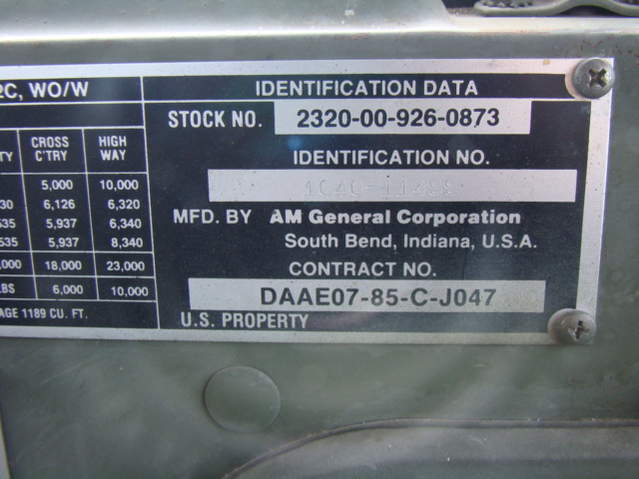 2C, WO/W
CROSS C'TRY HIGH WAY
5,000 10,000
30 6,126 6,320
535 5,937 6,340
535 5,937 8,340
,000 18,000 23,000
LBS 6,000 10,000
AGE 1189 CU. FT.
IDENTIFICATION DATA
STOCK NO. 2320-00-926-0873
IDENTIFICATION NO.
MFD. BY AM General Corporation
South Bend, Indiana, U.S.A.
CONTRACT NO.
DAAE07-85-C-J047
U.S. PROPERTY